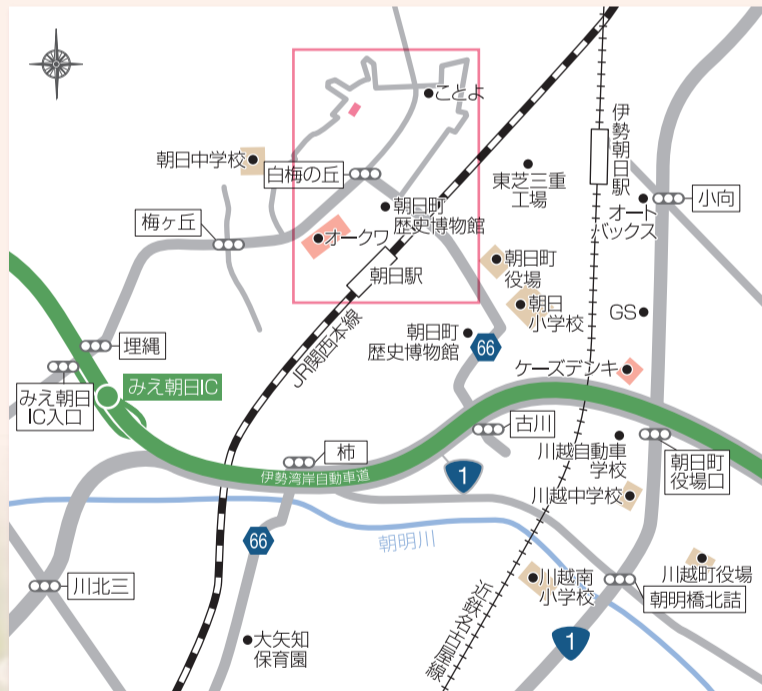 ことよ
朝日中学校
白梅の丘
東芝三重
工場
伊勢朝日駅
小向
オート
バックス
梅ヶ丘
朝日町
歴史博物館
オークワ
朝日町
役場
朝日駅
朝日
小学校
GS
JR関西本線
朝日町
歴史博物館
66
埋縄
ケーズデンキ
みえ朝日IC
みえ朝日
IC入口
古川
柿
川越自動車
学校
朝日町
役場口
伊勢湾岸自動車道
1
川越中学校
66
朝明川
川越町役場
川北三
川越南
小学校
朝明橋北詰
近鉄名古屋線
大矢知
保育園
1